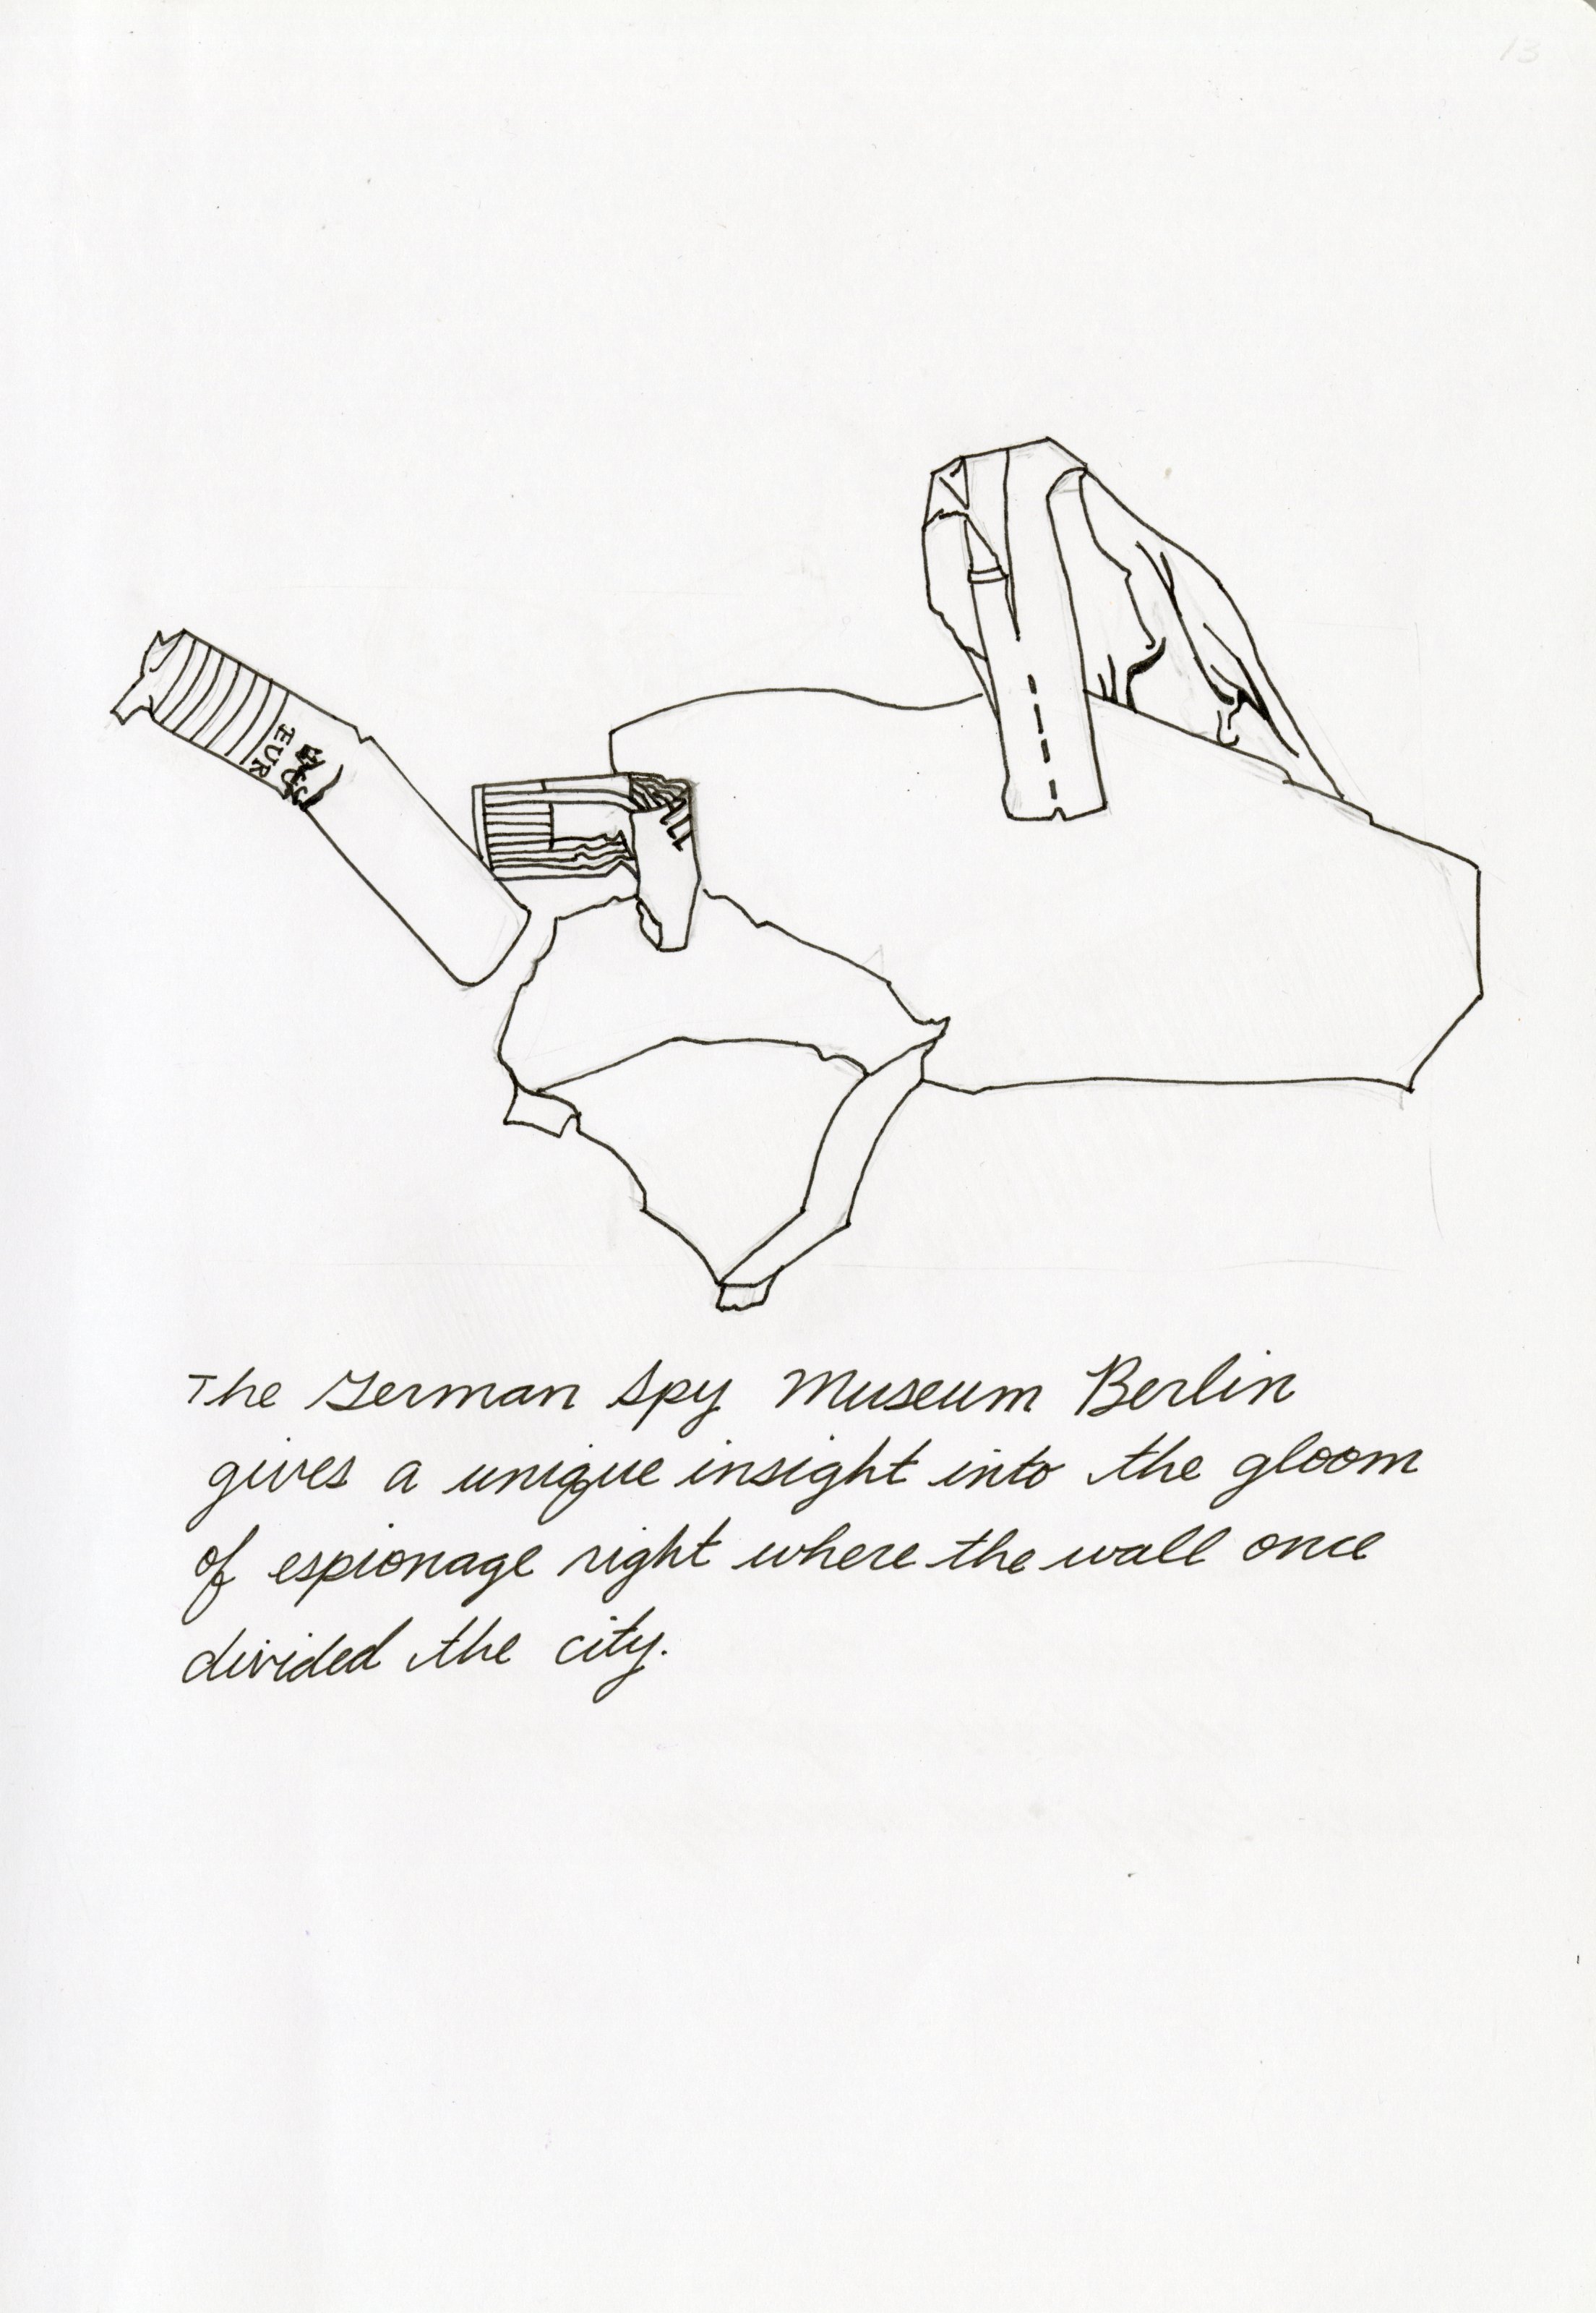 13
EUR
The German Spy Museum Berlin
gives a unique insight into the gloom
of espionage right where the wall once
divided the city.